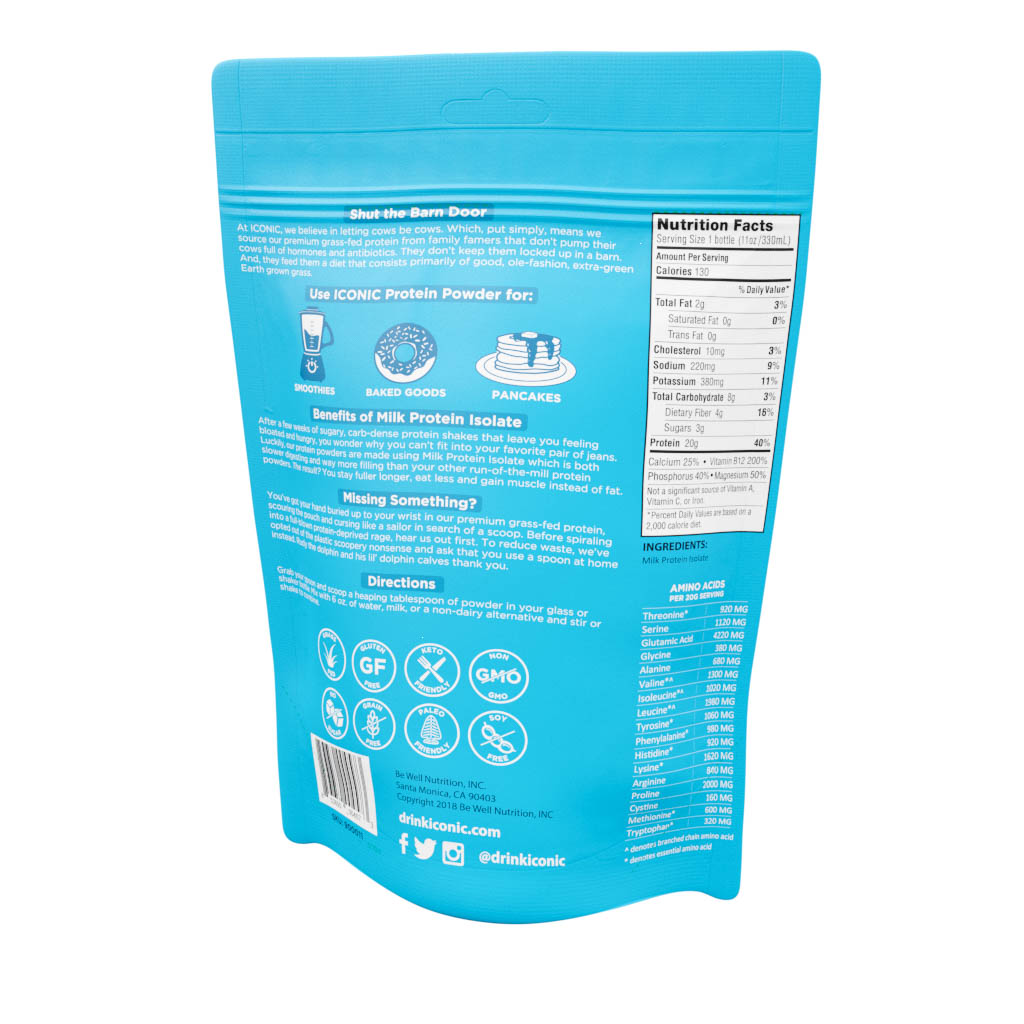 Shut the Barn Door
At ICONIC, we believe in letting cows be cows. Which, put simply, means we
source our premium grass-fed protein from family famers that don't pump their
cows full of hormones and antibiotics. They don't keep them locked up in a barn.
And, they feed them a diet that consists primarily of good, ole-fashion, extra-green
Earth grown grass.
Use ICONIC Protein Powder for:
SMOOTHIES
BAKED GOODS
PANCAKES
Benefits of Milk Protein Isolate
After a few weeks of sugary, carb-dense protein shakes that leave you feeling
bloated and hungry, you wonder why you can't fit into your favorite pair of jeans.
Luckily, our protein powders are made using Milk Protein Isolate which is both
slower digesting and way more filling than your other run-of-the-mill protein
powders. The result? You stay fuller longer, eat less and gain muscle instead of fat.
Missing Something?
You've got your hand buried up to your wrist in our premium grass-fed protein,
scouring the pouch and cursing like a sailor in search of a scoop. Before spiraling
into a full-blown protein-deprived rage, hear us out first. To reduce waste, we've
opted out of the plastic scoopery nonsense and ask that you use a spoon at home
instead. Rudy the dolphin and his lil' dolphin calves thank you.
Directions
Grab your spoon and scoop a heaping tablespoon of powder in your glass or
shaker bottle. Mix with 6 oz. of water, milk, or a non-dairy alternative and stir or
shake to combine.
GRASS
FED
GLUTEN
GF
FREE
KETO
FRIENDLY
NON
GMO
GMO
NO
SUGAR
GRAIN
FREE
PALEO
FRIENDLY
SOY
FREE
SKU: 900011
Be Well Nutrition, INC.
Santa Monica, CA 90403
Copyright 2018 Be Well Nutrition, INC
drinkiconic.com
@drinkiconic
Nutrition Facts
Serving Size 1 bottle (11oz/330mL)
Amount Per Serving
Calories 130
% Daily Value*
Total Fat 2g 3%
Saturated Fat 0g 0%
Trans Fat 0g
Cholesterol 10mg 3%
Sodium 220mg 9%
Potassium 380mg 11%
Total Carbohydrate 8g 3%
Dietary Fiber 4g 16%
Sugars 3g
Protein 20g 40%
Calcium 25% • Vitamin B12 200%
Phosphorus 40% • Magnesium 50%
Not a significant source of Vitamin A,
Vitamin C, or Iron.
*Percent Daily Values are based on a
2,000 calorie diet.
INGREDIENTS:
Milk Protein Isolate
AMINO ACIDS
PER 20G SERVING
Threonine* 920 MG
Serine 1120 MG
Glutamic Acid 4220 MG
Glycine 380 MG
Alanine 680 MG
Valine*^ 1300 MG
Isoleucine*^ 1020 MG
Leucine*^ 1980 MG
Tyrosine* 1060 MG
Phenylalanine* 980 MG
Histidine* 920 MG
Lysine* 1620 MG
Arginine 840 MG
Proline 2000 MG
Cystine 160 MG
Methionine* 600 MG
Tryptophan* 320 MG
^ denotes branched chain amino acid
* denotes essential amino acid